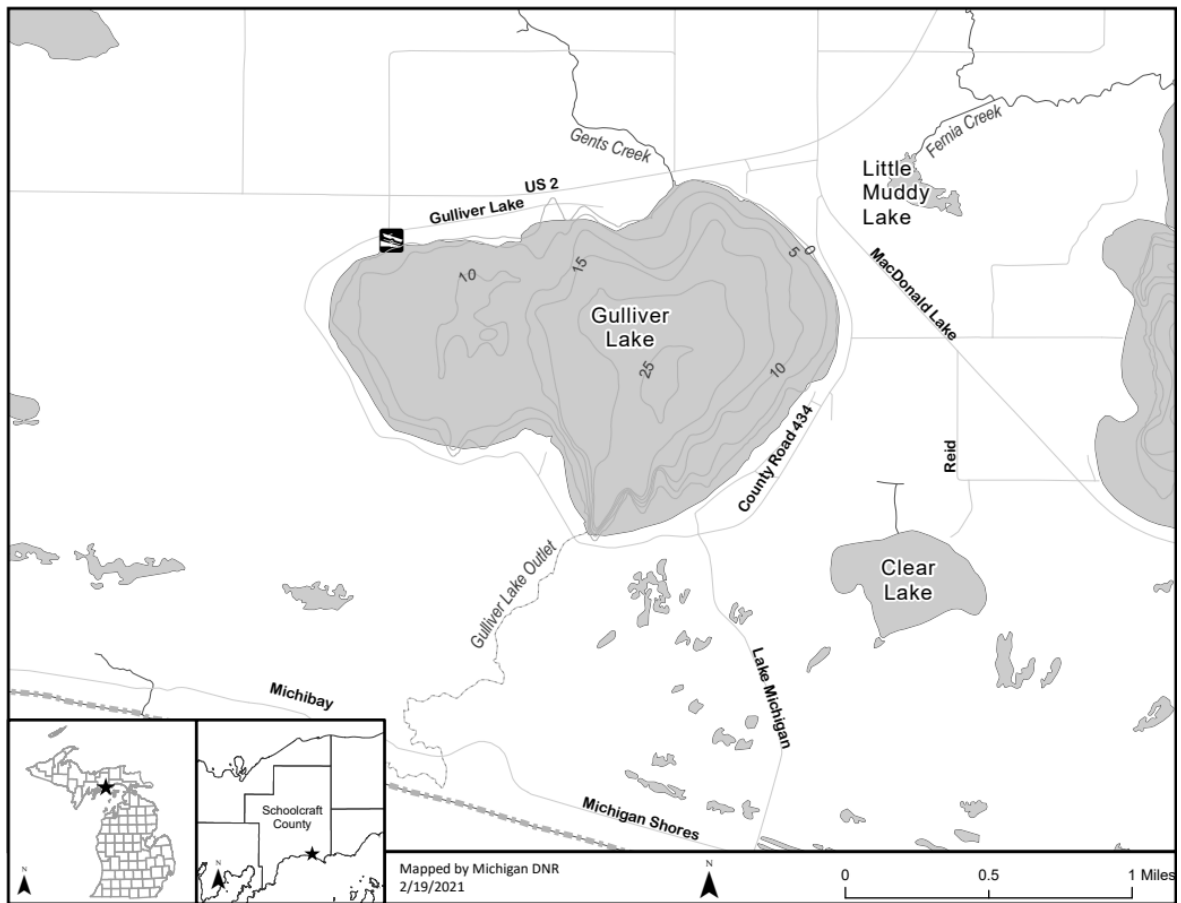 Gents Creek
Fernia Creek
Little
Muddy
Lake
US 2
Gulliver Lake
10
15
0
5
MacDonald Lake
Gulliver
Lake
25
10
County Road 434
Reid
Gulliver Lake Outlet
Clear
Lake
Lake Michigan
Michibay
Michigan Shores
Schoolcraft
County
N
N
Mapped by Michigan DNR
2/19/2021
N
0
0.5
1 Miles